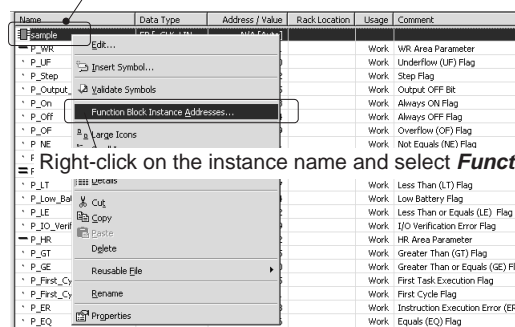 Name Data Type Address / Value Rack Location Usage Comment
sample FB [
P_WR Edit... Work WR Area Parameter
P_UF Work Underflow (UF) Flag
P_Step Insert Symbol... Work Step Flag
P_Output_ Validate Symbols Work Output OFF Bit
P_On Work Always ON Flag
P_Off Function Block Instance Addresses... Work Always OFF Flag
P_OF Work Overflow (OF) Flag
P_NE Large Icons Work Not Equals (NE) Flag
Right-click on the instance name and select Funct
P_LT Details Work Less Than (LT) Flag
P_Low_Bat Work Low Battery Flag
P_LE Cut Work Less Than or Equals (LE) Flag
P_IO_Verif Copy Work I/O Verification Error Flag
P_HR Paste Work HR Area Parameter
P_GT Delete Work Greater Than (GT) Flag
P_GE Reusable File Work Greater Than or Equals (GE) Fl
P_First_Cy Work First Task Execution Flag
P_First_Cy Rename Work First Cycle Flag
P_ER Work Instruction Execution Error (ER
P_EQ Properties Work Equals (EQ) Flag